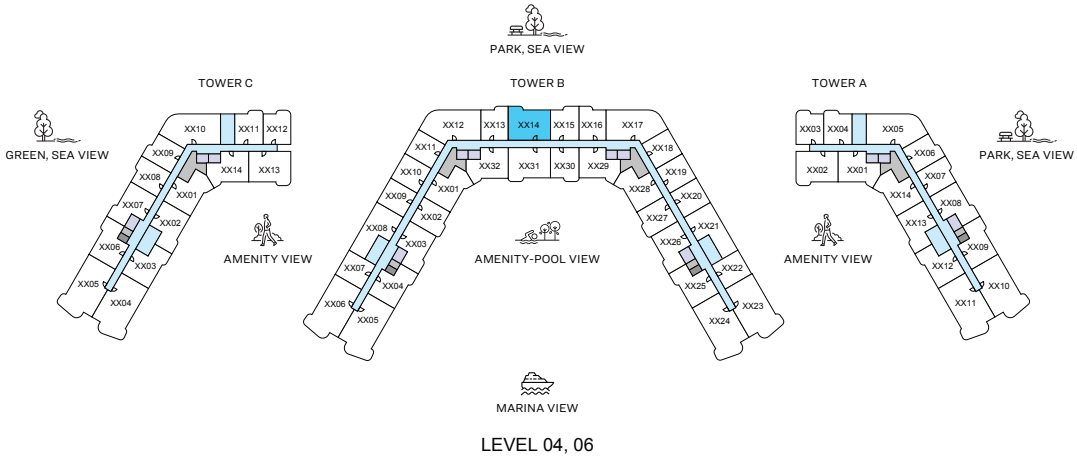 PARK, SEA VIEW
TOWER C
TOWER B
TOWER A
XX10
XX11
XX12
XX09
XX08
XX14
XX13
XX07
XX01
XX06
XX02
XX05
XX03
XX04
XX12
XX13
XX14
XX15
XX16
XX17
XX11
XX32
XX31
XX30
XX29
XX18
XX10
XX01
XX28
XX19
XX09
XX02
XX27
XX20
XX08
XX03
XX26
XX21
XX07
XX04
XX25
XX22
XX06
XX05
XX24
XX23
XX03
XX04
XX05
XX02
XX01
XX06
XX07
XX14
XX08
XX13
XX09
XX12
XX10
XX11
GREEN, SEA VIEW
AMENITY VIEW
AMENITY-POOL VIEW
AMENITY VIEW
PARK, SEA VIEW
MARINA VIEW
LEVEL 04, 06